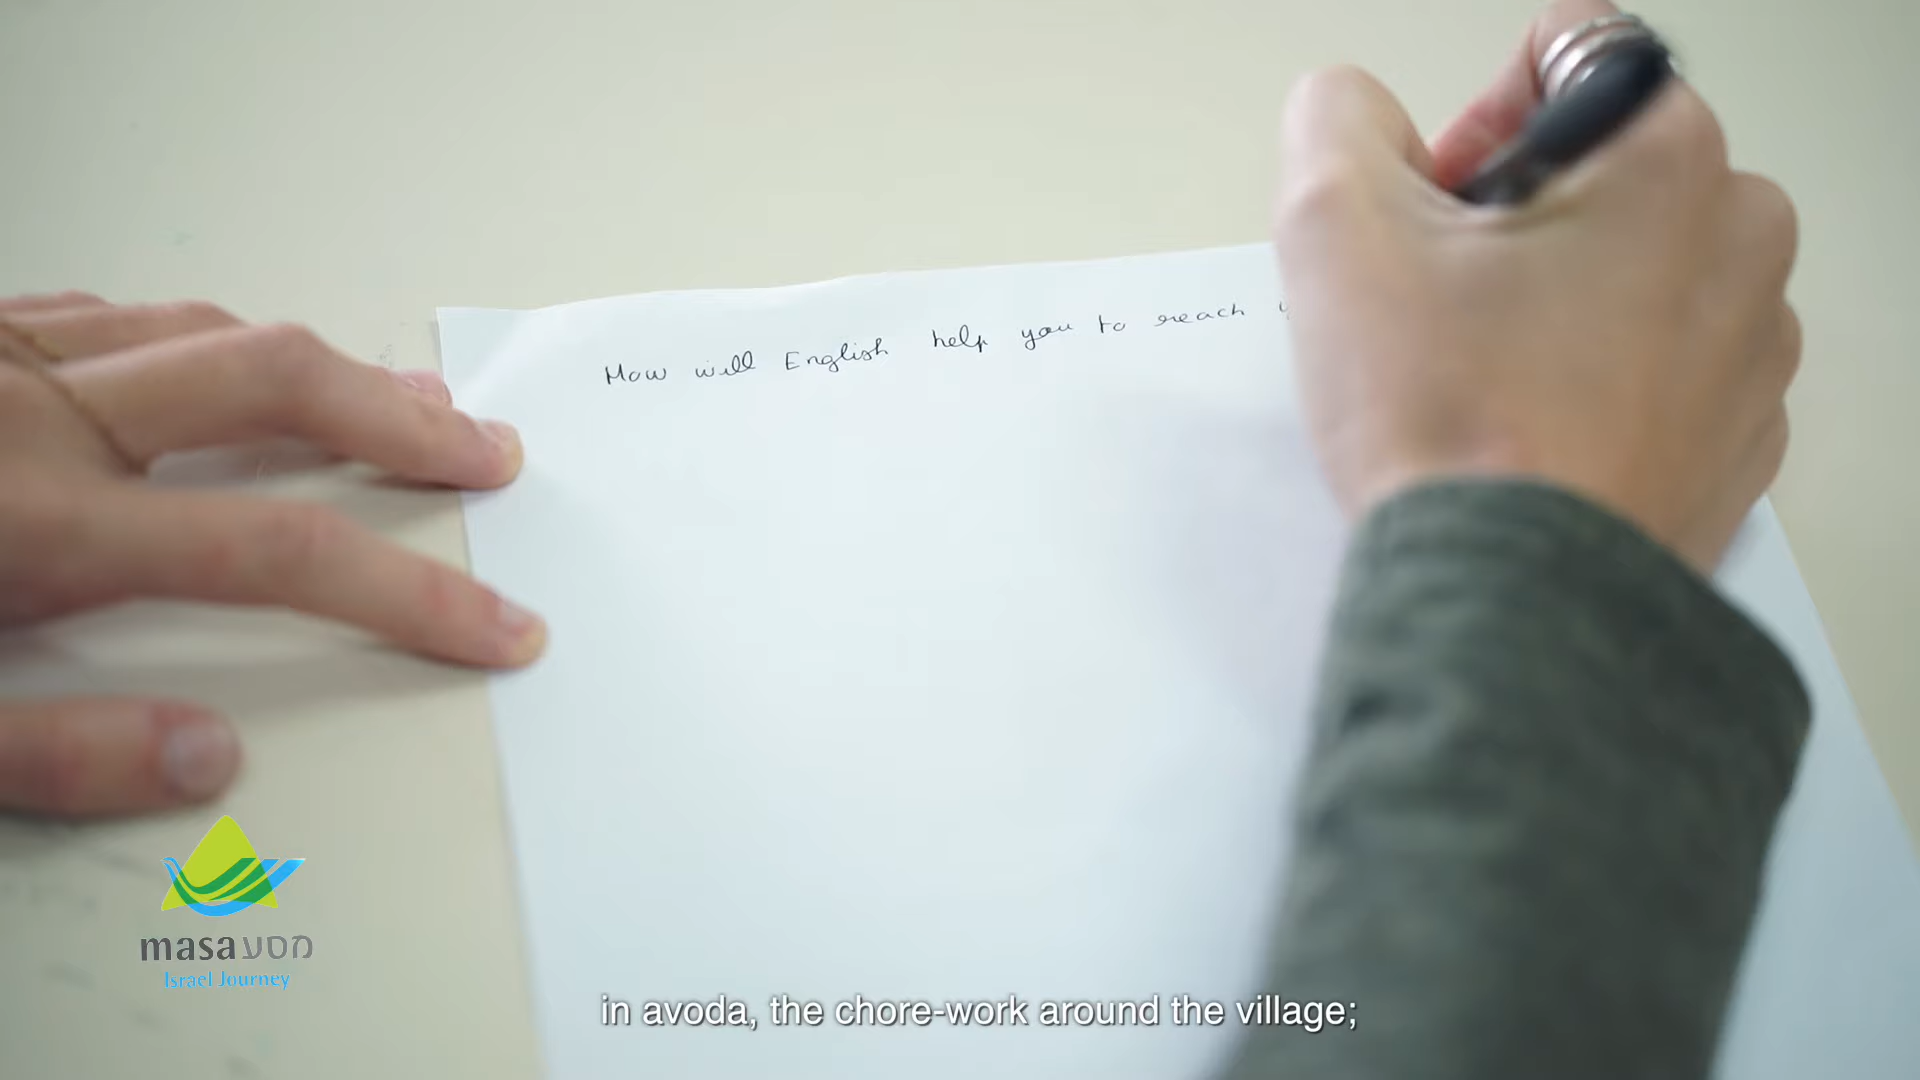 How will English help you to reach y
masa מסע
Israel Journey
in avoda, the chore-work around the village;